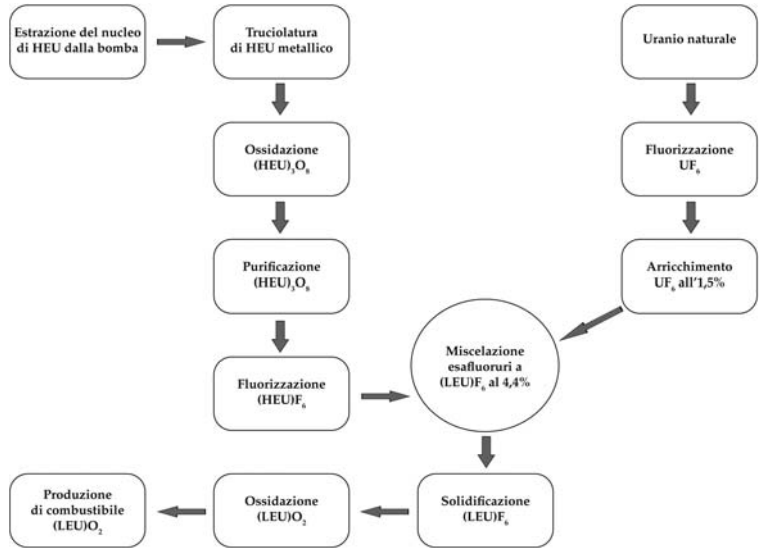 Estrazione del nucleo
di HEU dalla bomba
Truciolatura
di HEU metallico
Uranio naturale
Ossidazione
(HEU)₃O₈
Fluorizzazione
UF₆
Purificazione
(HEU)₃O₈
Arricchimento
UF₆ all'1,5%
Fluorizzazione
(HEU)F₆
Miscelazione
esafluoruri a
(LEU)F₆ al 4,4%
Produzione
di combustibile
(LEU)O₂
Ossidazione
(LEU)O₂
Solidificazione
(LEU)F₆